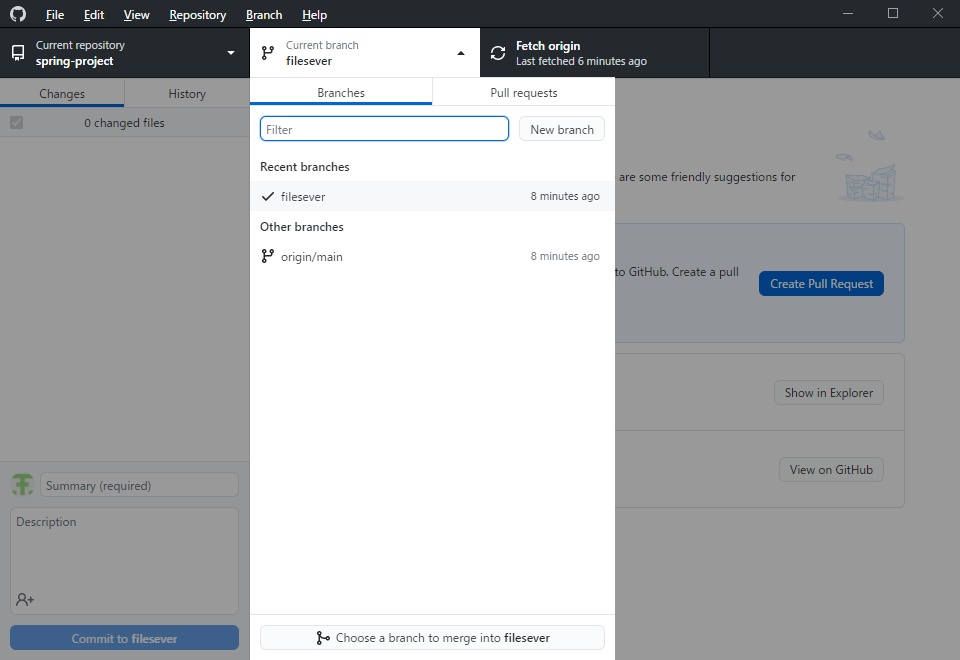 File Edit View Repository Branch Help
Current repository
spring-project
Current branch
filesever
Fetch origin
Last fetched 6 minutes ago
Changes History
0 changed files
Branches Pull requests
Filter
New branch
Recent branches
filesever 8 minutes ago
Other branches
origin/main 8 minutes ago
are some friendly suggestions for
to GitHub. Create a pull
Create Pull Request
Show in Explorer
View on GitHub
Summary (required)
Description
Commit to filesever
Choose a branch to merge into filesever